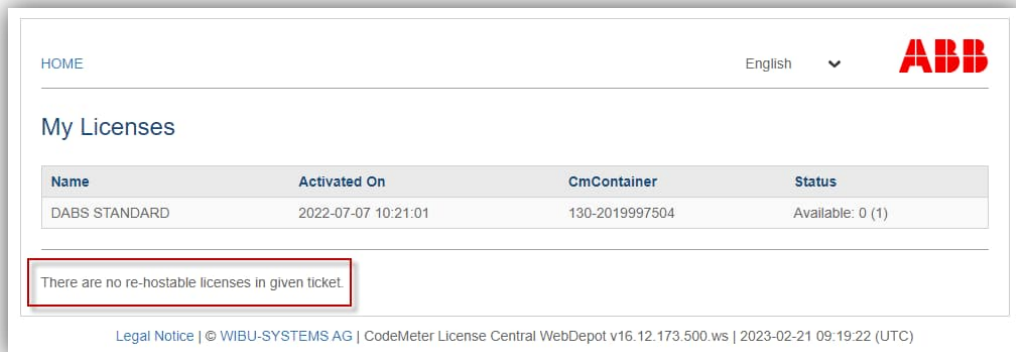 HOME
English
ABB
My Licenses
Name Activated On CmContainer Status
DABS STANDARD 2022-07-07 10:21:01 130-2019997504 Available: 0 (1)
There are no re-hostable licenses in given ticket.
Legal Notice | © WIBU-SYSTEMS AG | CodeMeter License Central WebDepot v16.12.173.500.ws | 2023-02-21 09:19:22 (UTC)